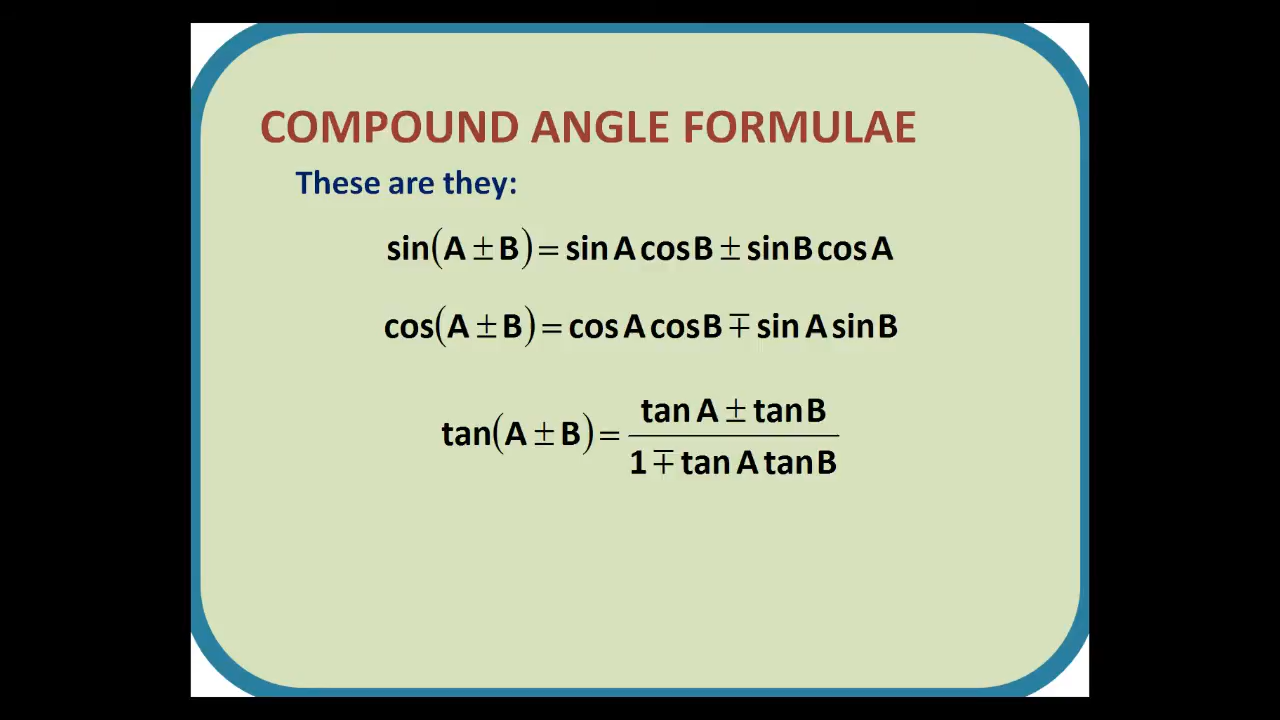 COMPOUND ANGLE FORMULAE
These are they:
sin(A ± B) = sin A cos B ± sin B cos A
cos(A ± B) = cos A cos B ∓ sin A sin B
tan(A ± B) = tan A ± tan B / 1 ∓ tan A tan B